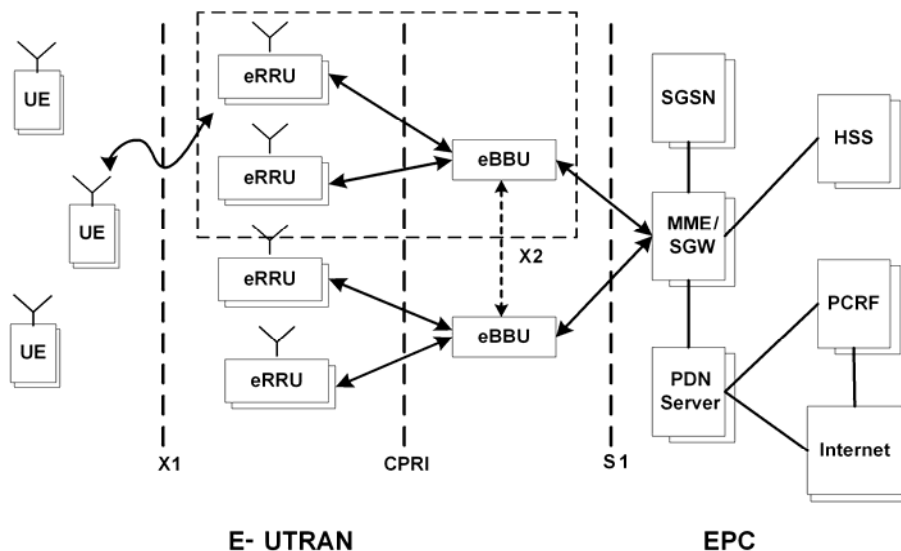 UE
UE
UE
eRRU
eRRU
eRRU
eRRU
eBBU
X2
eBBU
SGSN
HSS
MME/
SGW
PCRF
PDN
Server
Internet
X1
CPRI
S1
E- UTRAN
EPC